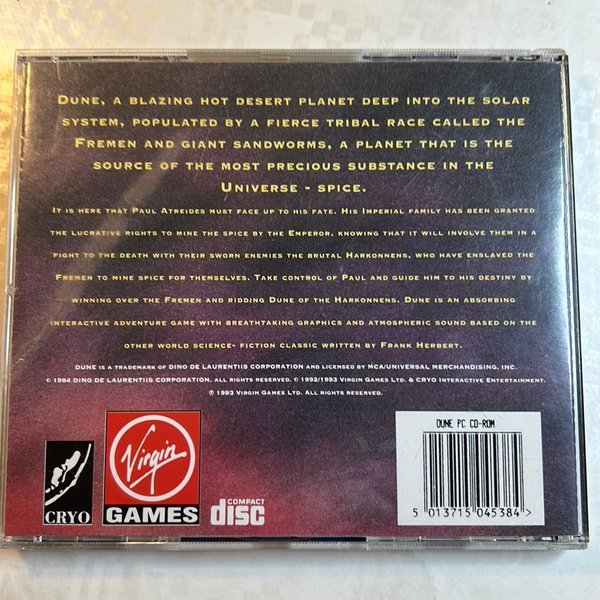 Dune, a blazing hot desert planet deep into the solar
system, populated by a fierce tribal race called the
Fremen and giant sandworms, a planet that is the
source of the most precious substance in the
Universe - spice.
It is here that Paul Atreides must face up to his fate. His Imperial family has been granted
the lucrative rights to mine the spice by the Emperor, knowing that it will involve them in a
fight to the death with their sworn enemies the brutal Harkonnens, who have enslaved the
Fremen to mine spice for themselves. Take control of Paul and guide him to his destiny by
winning over the Fremen and ridding Dune of the Harkonnens. Dune is an absorbing
interactive adventure game with breathtaking graphics and atmospheric sound based on the
other world science- fiction classic written by Frank Herbert.
Dune is a trademark of Dino De Laurentiis Corporation and licensed by MCA/Universal Merchandising, Inc.
© 1984 Dino De Laurentiis Corporation. All rights reserved. © 1992/1993 Virgin Games Ltd. & Cryo Interactive Entertainment.
℗ 1993 Virgin Games Ltd. All rights reserved.
CRYO
Virgin
GAMES
COMPACT
disc
DUNE PC CD-ROM
5 013715 045384 >